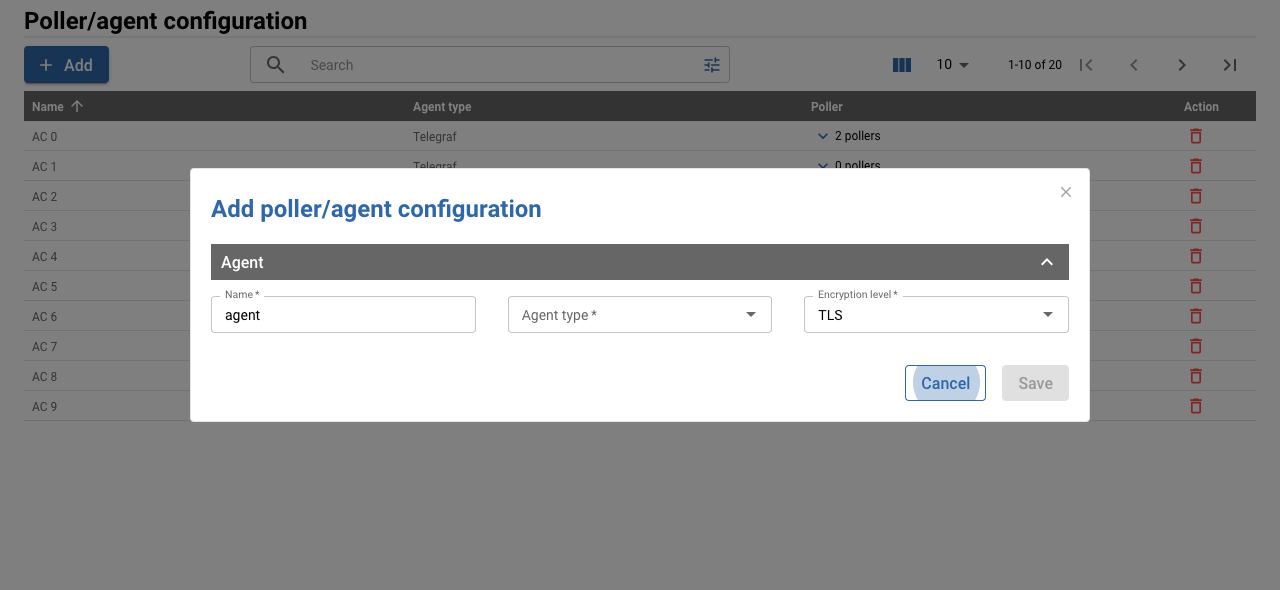 Poller/agent configuration
Add
Search
10
1-10 of 20
Name Agent type Poller Action
AC 0 Telegraf 2 pollers
AC 1 Telegraf 0 pollers
AC 2
AC 3
AC 4
AC 5
AC 6
AC 7
AC 8
AC 9
Add poller/agent configuration
Agent
Name *
agent
Agent type *
Encryption level *
TLS
Cancel
Save